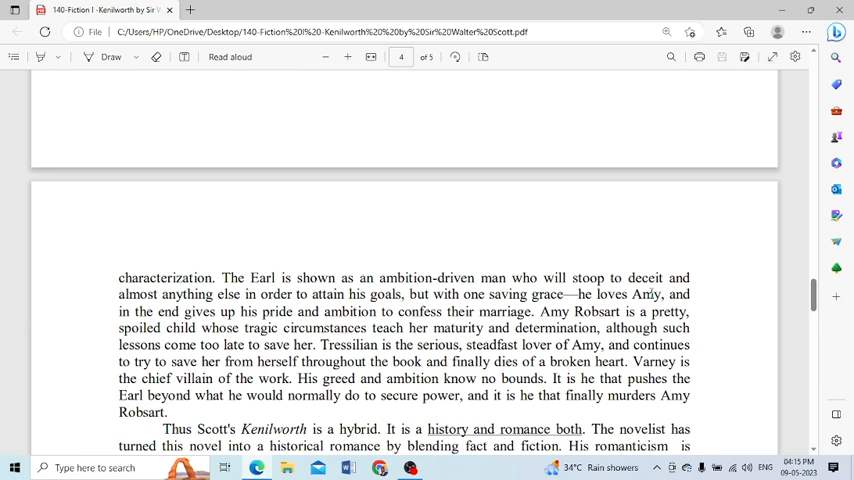 140-Fiction I - Kenilworth by Sir W
File
C:/Users/HP/OneDrive/Desktop/140-Fiction%20I%20-Kenilworth%20%20by%20Sir%20Walter%20Scott.pdf
Draw
Read aloud
4
of 5
characterization. The Earl is shown as an ambition-driven man who will stoop to deceit and
almost anything else in order to attain his goals, but with one saving grace—he loves Amy, and
in the end gives up his pride and ambition to confess their marriage. Amy Robsart is a pretty,
spoiled child whose tragic circumstances teach her maturity and determination, although such
lessons come too late to save her. Tressilian is the serious, steadfast lover of Amy, and continues
to try to save her from herself throughout the book and finally dies of a broken heart. Varney is
the chief villain of the work. His greed and ambition know no bounds. It is he that pushes the
Earl beyond what he would normally do to secure power, and it is he that finally murders Amy
Robsart.
Thus Scott's Kenilworth is a hybrid. It is a history and romance both. The novelist has
turned this novel into a historical romance by blending fact and fiction. His romanticism is
Type here to search
34°C Rain showers
ENG
04:15 PM
09-05-2023